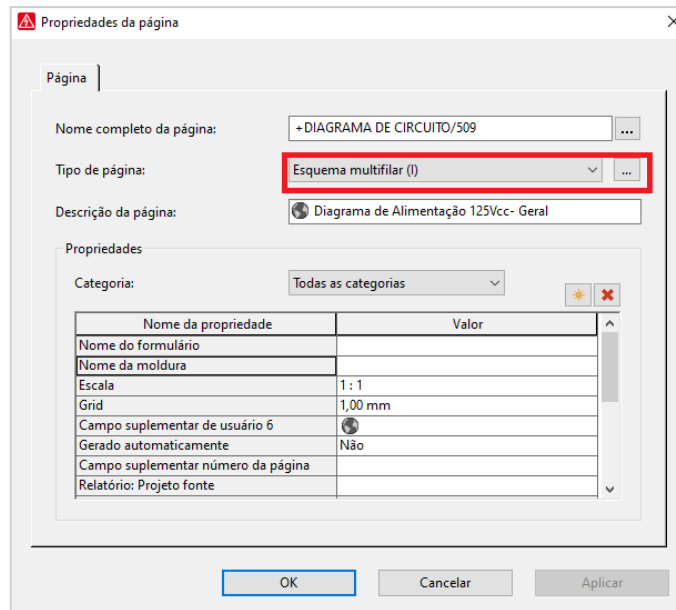 Propriedades da página
Página
Nome completo da página: +DIAGRAMA DE CIRCUITO/509 ...
Tipo de página: Esquema multifilar (I) ...
Descrição da página: Diagrama de Alimentação 125Vcc- Geral
Propriedades
Categoria: Todas as categorias
Nome da propriedade Valor
Nome do formulário
Nome da moldura
Escala 1 : 1
Grid 1,00 mm
Campo suplementar de usuário 6
Gerado automaticamente Não
Campo suplementar número da página
Relatório: Projeto fonte
OK Cancelar Aplicar